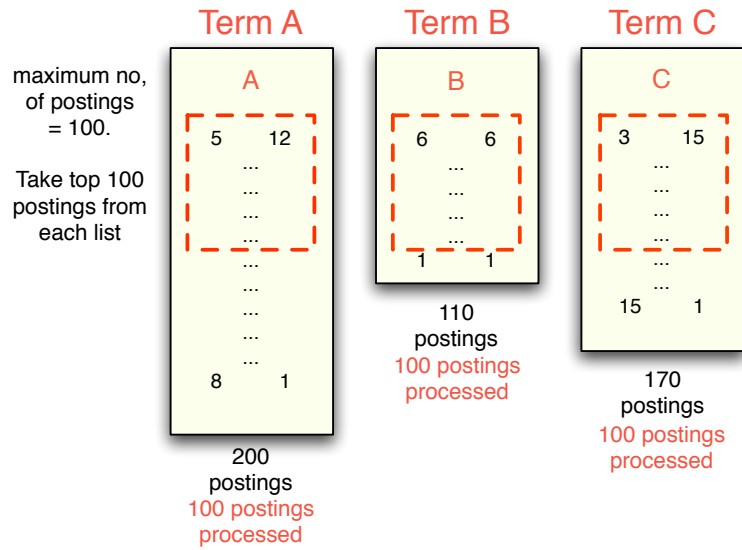 Term A
Term B
Term C
maximum no,
of postings
= 100.
Take top 100
postings from
each list
A
5 12
...
...
...
...
...
...
...
...
...
8 1
200
postings
100 postings
processed
B
6 6
...
...
...
...
1 1
110
postings
100 postings
processed
C
3 15
...
...
...
...
...
...
15 1
170
postings
100 postings
processed